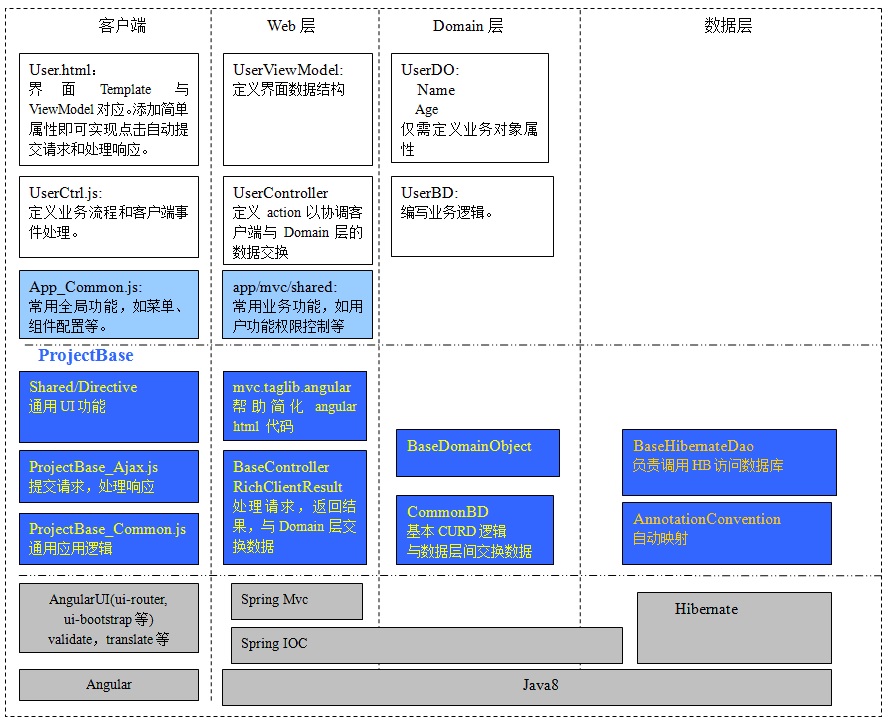 客户端
Web 层
Domain 层
数据层
User.html：
界面 Template 与
ViewModel 对应。添加简单
属性即可实现点击自动提
交请求和处理响应。
UserViewModel:
定义界面数据结构
UserDO:
Name
Age
仅需定义业务对象属
性
UserCtrl.js:
定义业务流程和客户端事
件处理。
UserController
定义 action 以协调客
户端与 Domain 层的
数据交换
UserBD:
编写业务逻辑。
App_Common.js:
常用全局功能，如菜单、
组件配置等。
app/mvc/shared:
常用业务功能，如用
户功能权限控制等
ProjectBase
Shared/Directive
通用 UI 功能
mvc.taglib.angular
帮助简化 angular
html 代码
ProjectBase_Ajax.js
提交请求，处理响应
BaseController
RichClientResult
处理请求，返回结
果，与 Domain 层交
换数据
BaseDomainObject
BaseHibernateDao
负责调用 HB 访问数据库
ProjectBase_Common.js
通用应用逻辑
CommonBD
基本 CURD 逻辑
与数据层间交换数据
AnnotationConvention
自动映射
AngularUI(ui-router,
ui-bootstrap 等)
validate，translate 等
Spring Mvc
Spring IOC
Hibernate
Angular
Java8